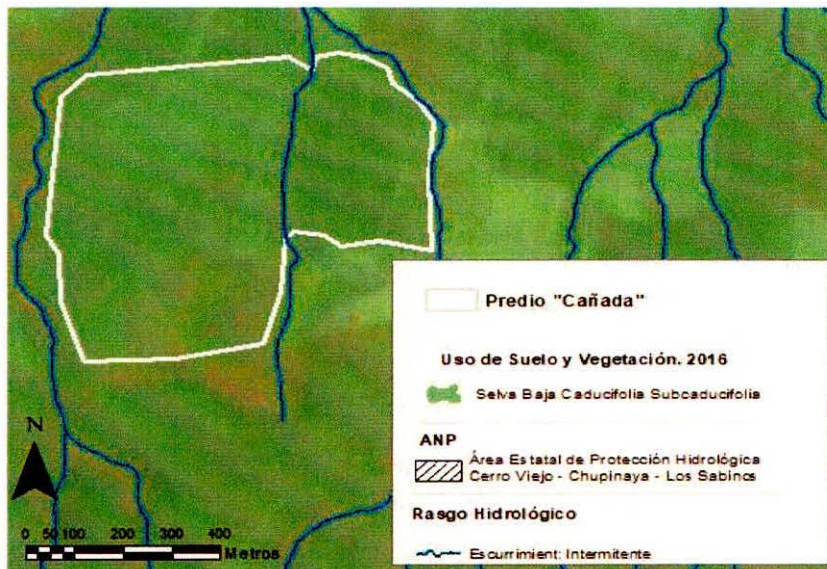 Predio "Cañada"
Uso de Suelo y Vegetación. 2016
Selva Baja Caducifolia Subcaducifolia
ANP
Área Estatal de Protección Hidrológica
Cerro Viejo - Chupinaya - Los Sabinos
Rasgo Hidrológico
Escurrimient: Intermitente
N
0 50 100 200 300 400
Metros